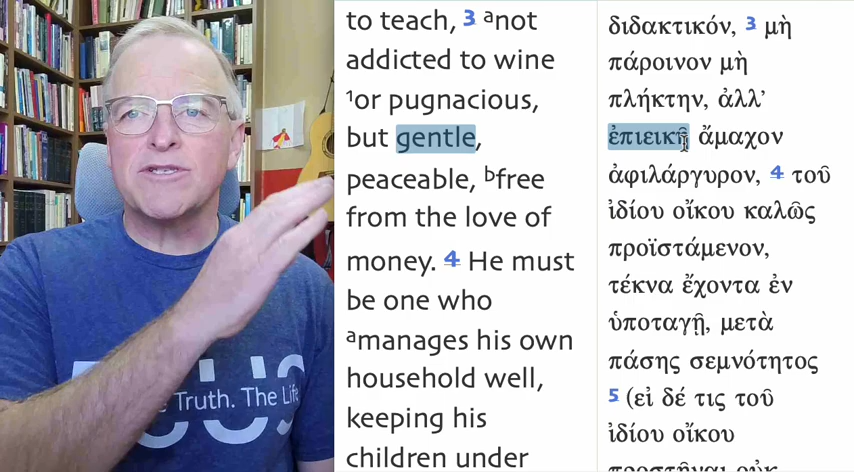 to teach, 3 ᵃnot
addicted to wine
¹or pugnacious,
but gentle,
peaceable, ᵇfree
from the love of
money. 4 He must
be one who
ᵃmanages his own
household well,
keeping his
children under
διδακτικόν, 3 μὴ
πάροινον μὴ
πλήκτην, ἀλλ’
ἐπιεικῆ ἄμαχον
ἀφιλάργυρον, 4 τοῦ
ἰδίου οἴκου καλῶς
προϊστάμενον,
τέκνα ἔχοντα ἐν
ὑποταγῇ, μετὰ
πάσης σεμνότητος
5 (εἰ δέ τις τοῦ
ἰδίου οἴκου
προστῆναι οὐκ
Truth. The Life